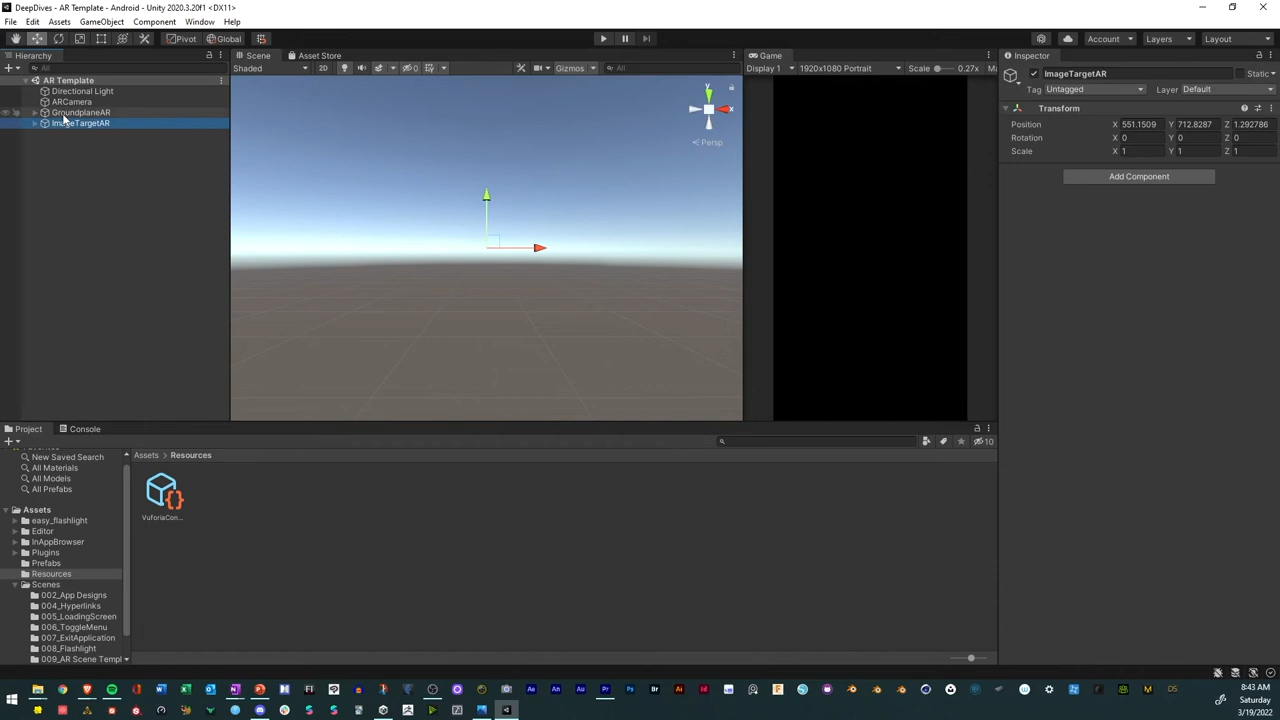 DeepDives - AR Template - Android - Unity 2020.3.20f1 <DX11>
File Edit Assets GameObject Component Window Help
Pivot Global Account Layers Layout
Hierarchy
All
AR Template
Directional Light
ARCamera
GroundplaneAR
ImageTargetAR
Scene Asset Store
Shaded 2D 0 Gizmos All
y
x
Persp
Game
Display 1 1920x1080 Portrait Scale 0.27x
Inspector
ImageTargetAR Static
Tag Untagged Layer Default
Transform
Position X 551.1509 Y 712.8287 Z 1.292786
Rotation X 0 Y 0 Z 0
Scale X 1 Y 1 Z 1
Add Component
Project Console
10
Favorites
New Saved Search
All Materials
All Models
All Prefabs
Assets
easy_flashlight
Editor
InAppBrowser
Plugins
Prefabs
Resources
Scenes
002_App Designs
004_Hyperlinks
005_LoadingScreen
006_ToggleMenu
007_ExitApplication
008_Flashlight
009_AR Scene Templ
Assets > Resources
VuforiaCon...
8:43 AM
Saturday
3/19/2022